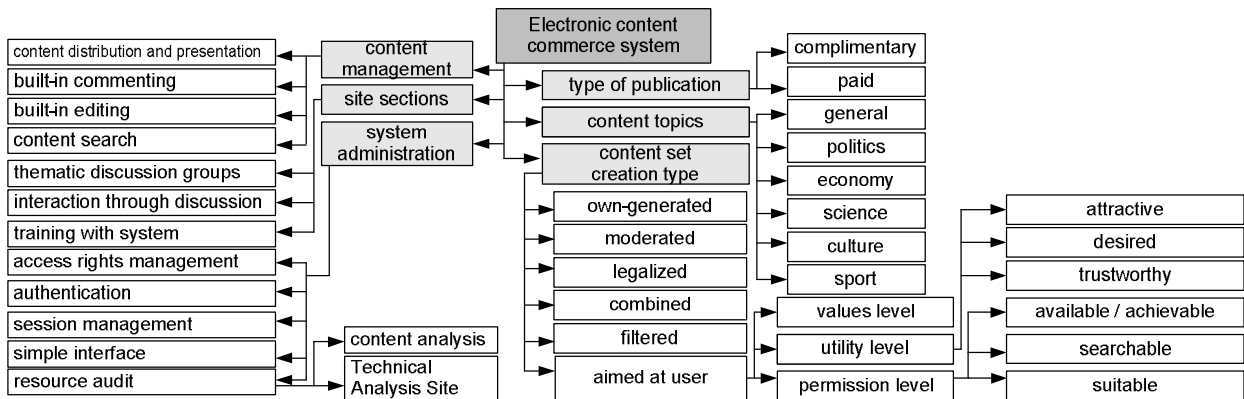 Electronic content
commerce system
content
management
site sections
system
administration
type of publication
content topics
content set
creation type
content distribution and presentation
built-in commenting
built-in editing
content search
thematic discussion groups
interaction through discussion
training with system
access rights management
authentication
session management
simple interface
resource audit
content analysis
Technical
Analysis Site
own-generated
moderated
legalized
combined
filtered
aimed at user
complimentary
paid
general
politics
economy
science
culture
sport
values level
utility level
permission level
attractive
desired
trustworthy
available / achievable
searchable
suitable